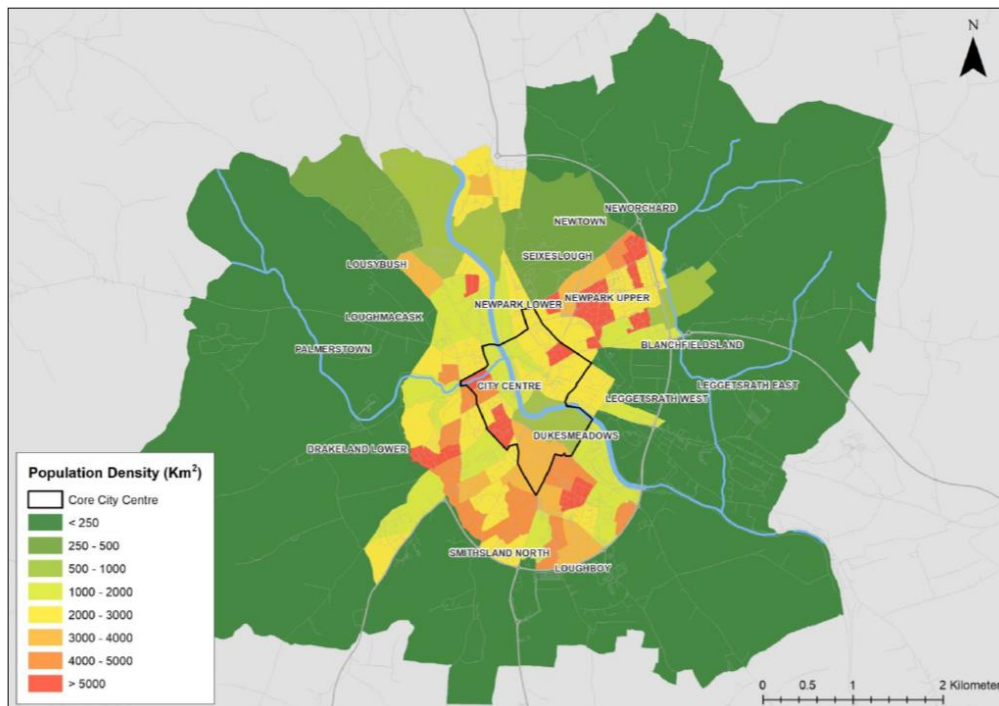 N
NEWORCHARD
NEWTOWN
SEIXESLOUGH
LOUSYBUSH
NEWPARK LOWER
NEWPARK UPPER
LOUGHMACASK
BLANCHFIELDSLAND
PALMERSTOWN
CITY CENTRE
LEGGETSRATH EAST
LEGGETSRATH WEST
DUKESMEADOWS
DRAKELAND LOWER
SMITHSLAND NORTH
LOUGHBOY
Population Density (Km²)
Core City Centre
< 250
250 - 500
500 - 1000
1000 - 2000
2000 - 3000
3000 - 4000
4000 - 5000
> 5000
0 0.5 1 2 Kilometer